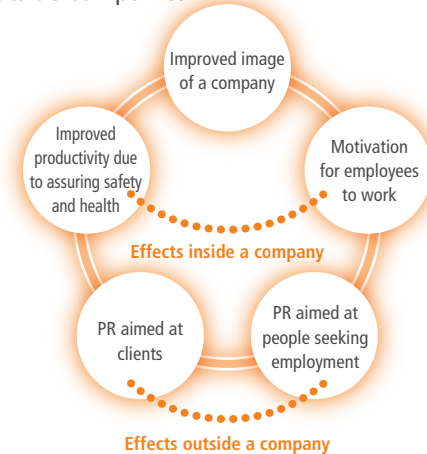 Improved image
of a company
Improved
productivity due
to assuring safety
and health
Motivation
for employees
to work
Effects inside a company
PR aimed at
clients
PR aimed at
people seeking
employment
Effects outside a company